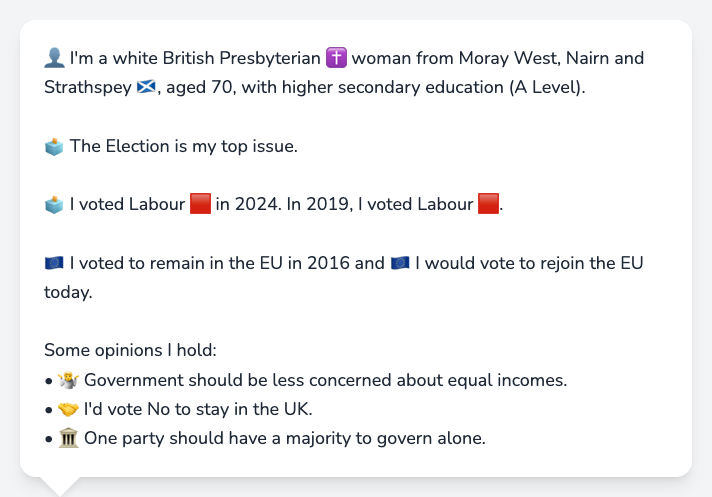 👤 I'm a white British Presbyterian ✝️ woman from Moray West, Nairn and
Strathspey 🏴󠁧󠁢󠁳󠁣󠁴󠁿, aged 70, with higher secondary education (A Level).
🗳️ The Election is my top issue.
🗳️ I voted Labour 🟥 in 2024. In 2019, I voted Labour 🟥.
🇪🇺 I voted to remain in the EU in 2016 and 🇪🇺 I would vote to rejoin the EU
today.
Some opinions I hold:
• 🤷 Government should be less concerned about equal incomes.
• 🤝 I'd vote No to stay in the UK.
• 🏛️ One party should have a majority to govern alone.